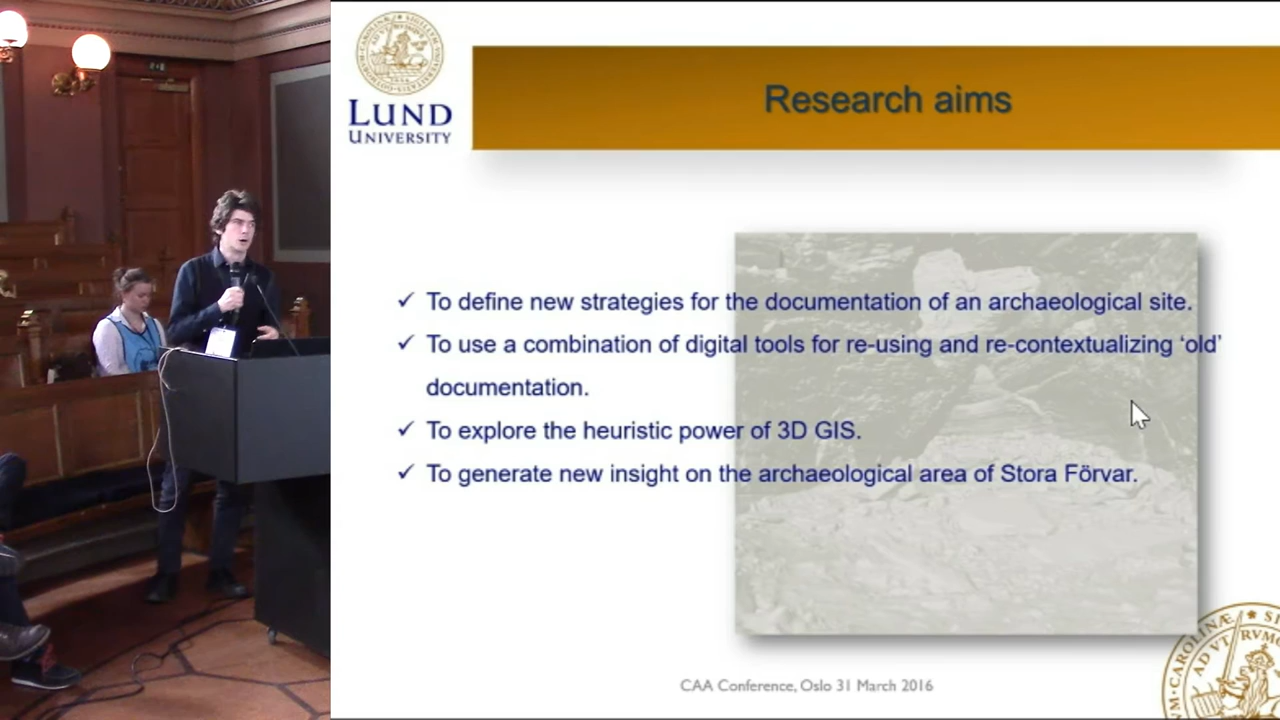 LUND
UNIVERSITY
Research aims
✓ To define new strategies for the documentation of an archaeological site.
✓ To use a combination of digital tools for re-using and re-contextualizing ‘old’
documentation.
✓ To explore the heuristic power of 3D GIS.
✓ To generate new insight on the archaeological area of Stora Förvar.
CAA Conference, Oslo 31 March 2016